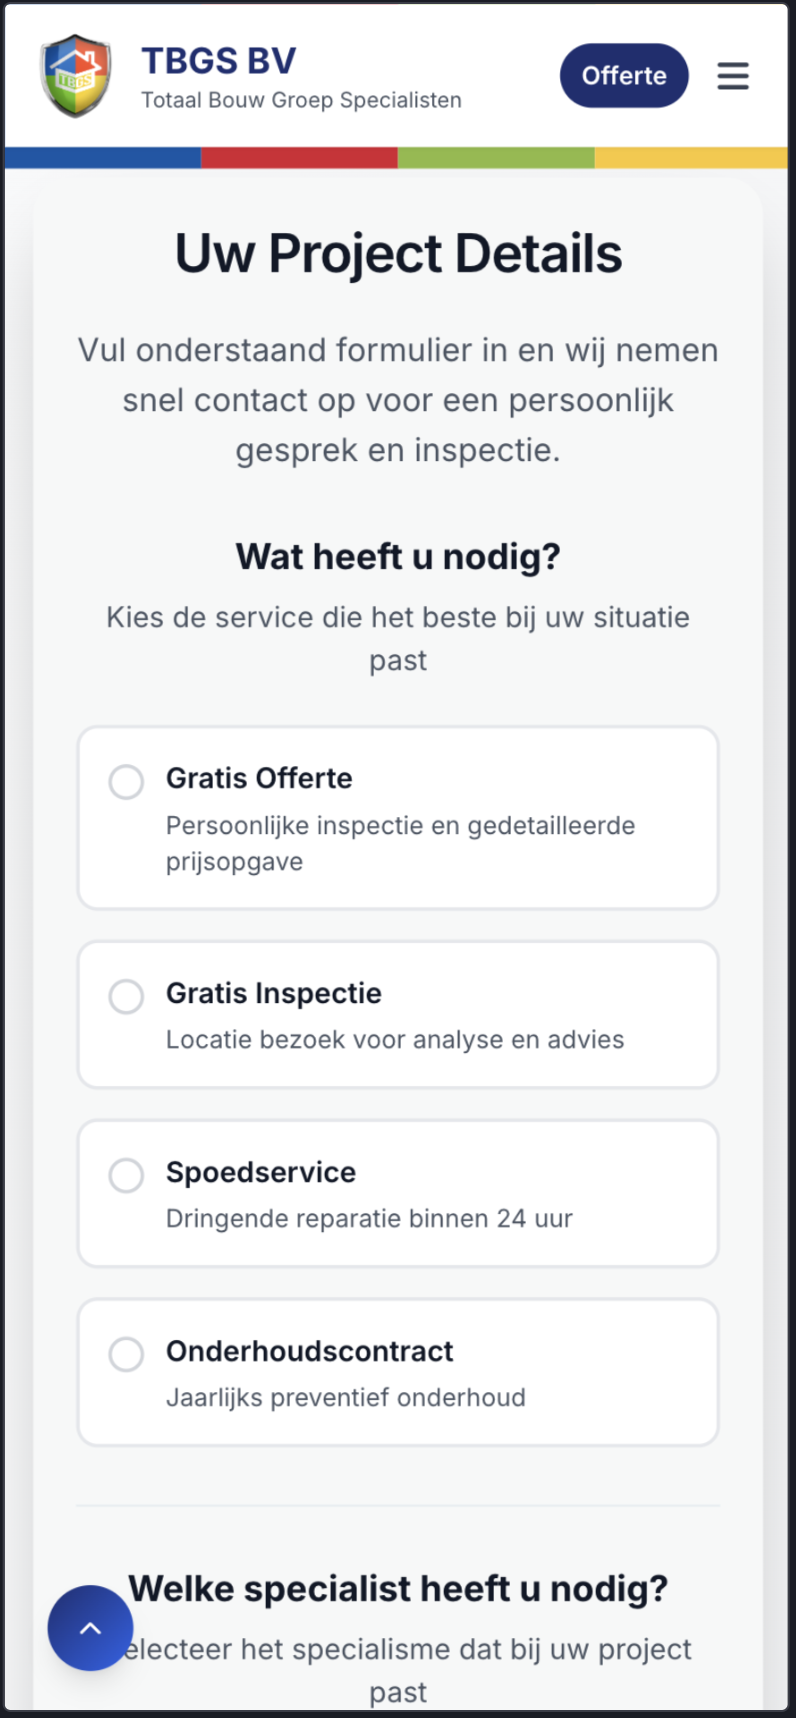 TBGS
TBGS BV
Totaal Bouw Groep Specialisten
Offerte
Uw Project Details
Vul onderstaand formulier in en wij nemen
snel contact op voor een persoonlijk
gesprek en inspectie.
Wat heeft u nodig?
Kies de service die het beste bij uw situatie
past
Gratis Offerte
Persoonlijke inspectie en gedetailleerde
prijsopgave
Gratis Inspectie
Locatie bezoek voor analyse en advies
Spoedservice
Dringende reparatie binnen 24 uur
Onderhoudscontract
Jaarlijks preventief onderhoud
Welke specialist heeft u nodig?
electeer het specialisme dat bij uw project
past